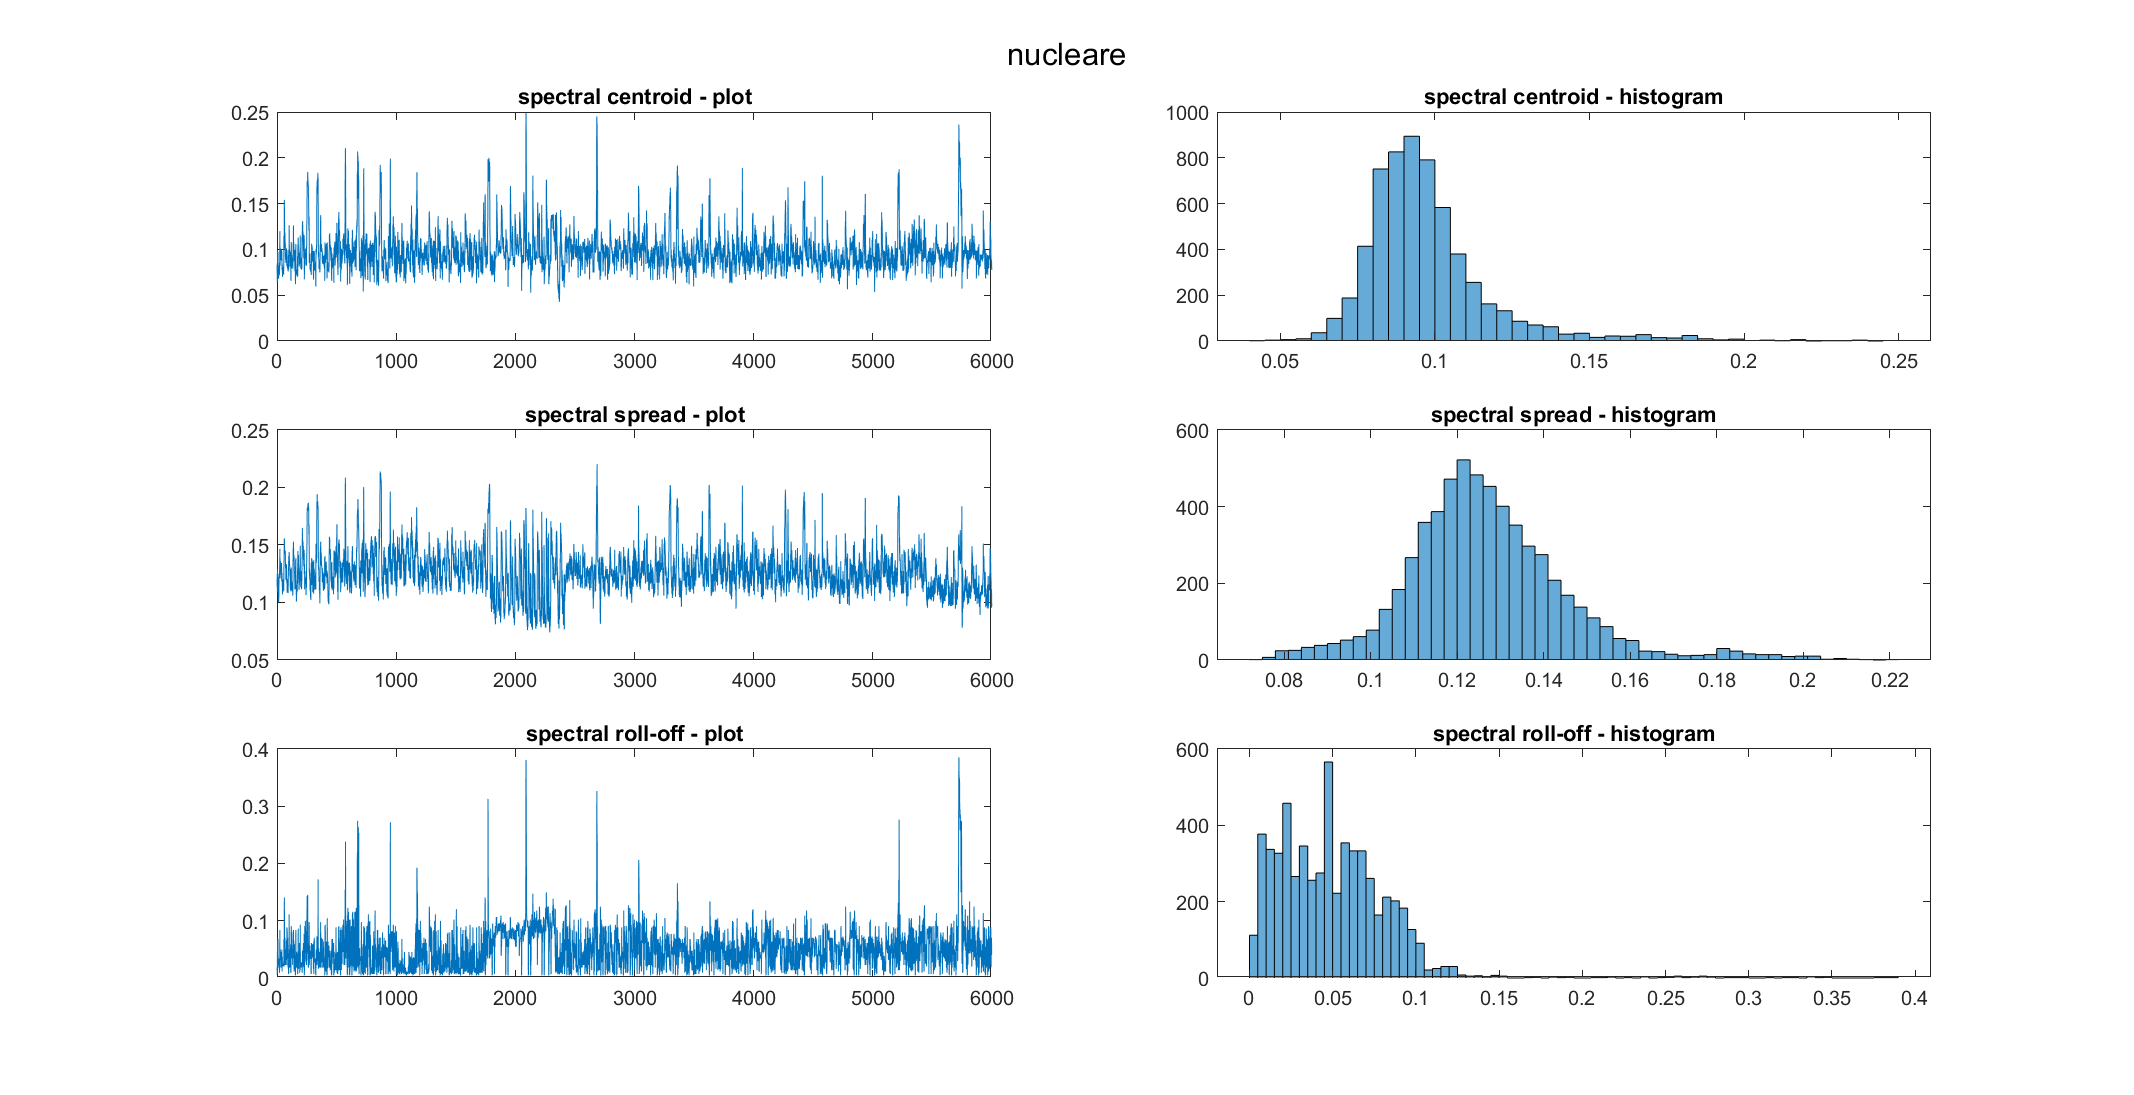 nucleare
spectral centroid - plot
0.25
0.2
0.15
0.1
0.05
0
0 1000 2000 3000 4000 5000 6000
spectral centroid - histogram
1000
800
600
400
200
0
0.05 0.1 0.15 0.2 0.25
spectral spread - plot
0.25
0.2
0.15
0.1
0.05
0 1000 2000 3000 4000 5000 6000
spectral spread - histogram
600
400
200
0
0.08 0.1 0.12 0.14 0.16 0.18 0.2 0.22
spectral roll-off - plot
0.4
0.3
0.2
0.1
0
0 1000 2000 3000 4000 5000 6000
spectral roll-off - histogram
600
400
200
0
0 0.05 0.1 0.15 0.2 0.25 0.3 0.35 0.4